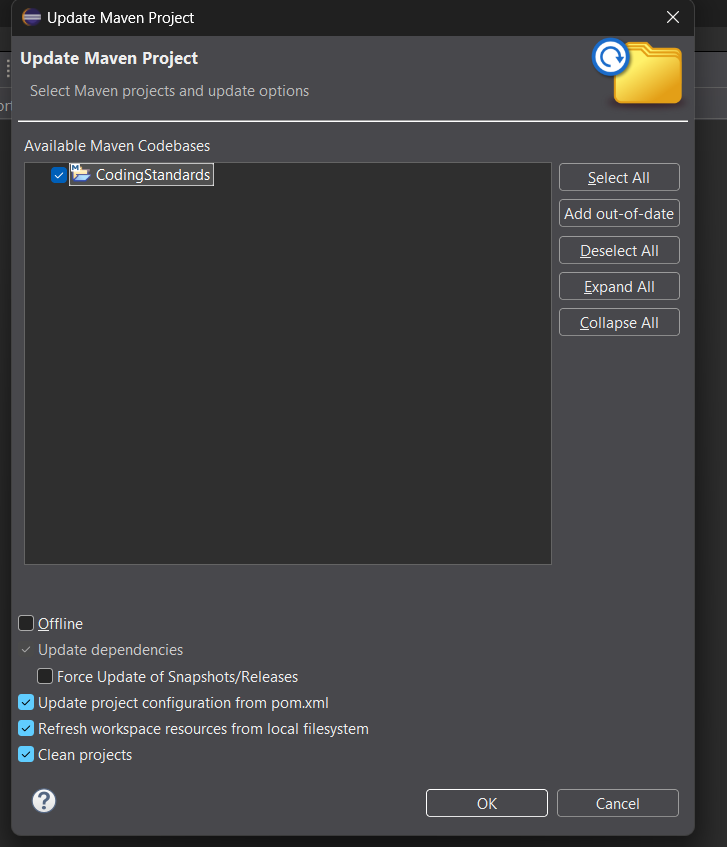 Update Maven Project
Update Maven Project
Select Maven projects and update options
Available Maven Codebases
CodingStandards
Select All
Add out-of-date
Deselect All
Expand All
Collapse All
Offline
Update dependencies
Force Update of Snapshots/Releases
Update project configuration from pom.xml
Refresh workspace resources from local filesystem
Clean projects
OK
Cancel